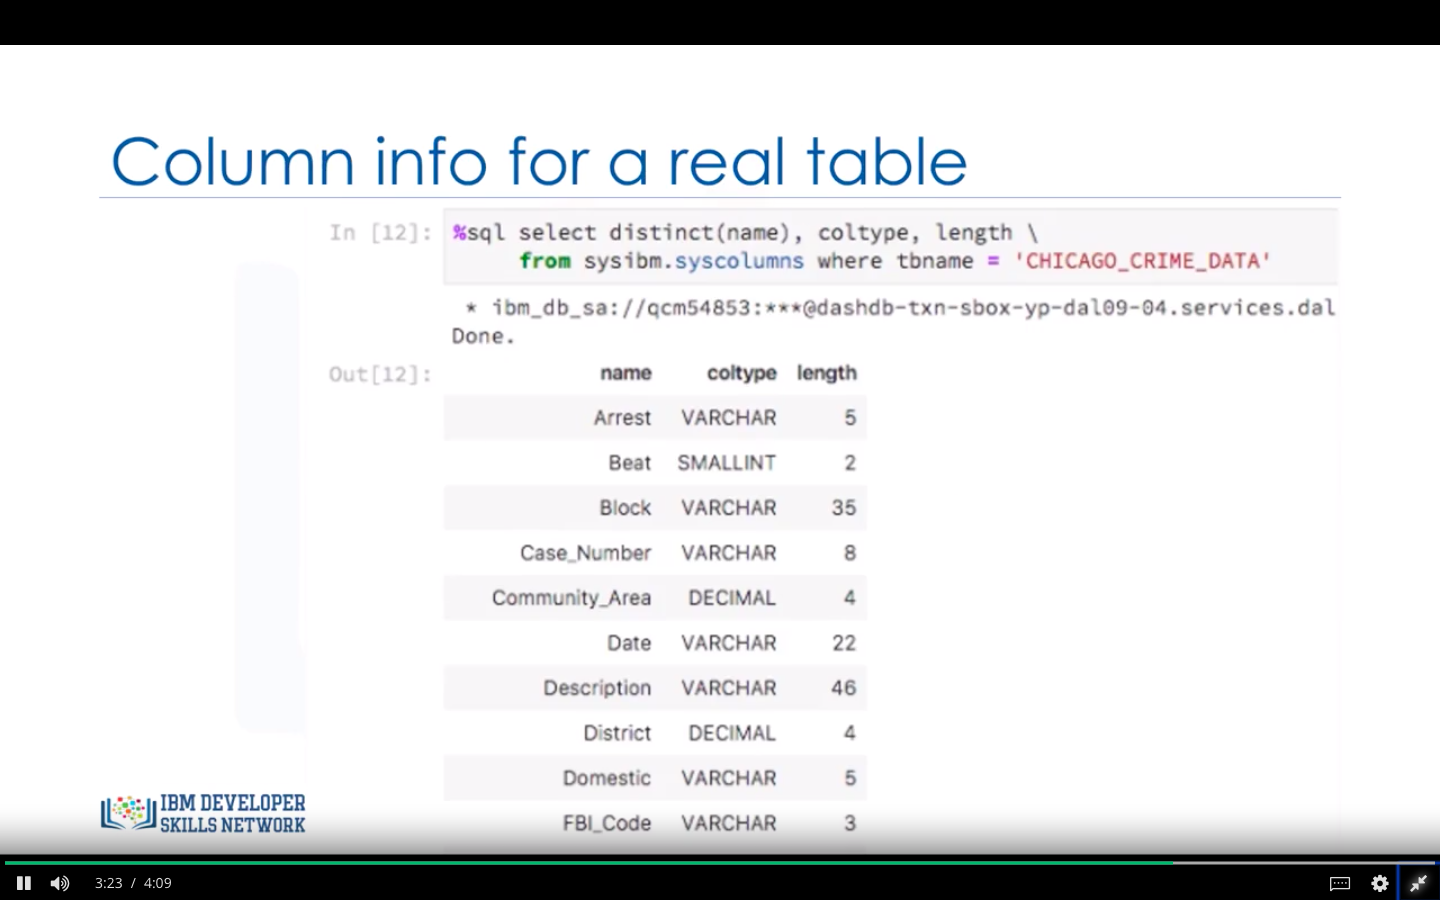 Column info for a real table
In [12]: %sql select distinct(name), coltype, length \
from sysibm.syscolumns where tbname = 'CHICAGO_CRIME_DATA'
* ibm_db_sa://qcm54853:***@dashdb-txn-sbox-yp-dal09-04.services.dal
Done.
Out[12]: name coltype length
Arrest VARCHAR 5
Beat SMALLINT 2
Block VARCHAR 35
Case_Number VARCHAR 8
Community_Area DECIMAL 4
Date VARCHAR 22
Description VARCHAR 46
District DECIMAL 4
Domestic VARCHAR 5
FBI_Code VARCHAR 3
IBM DEVELOPER
SKILLS NETWORK
3:23 / 4:09